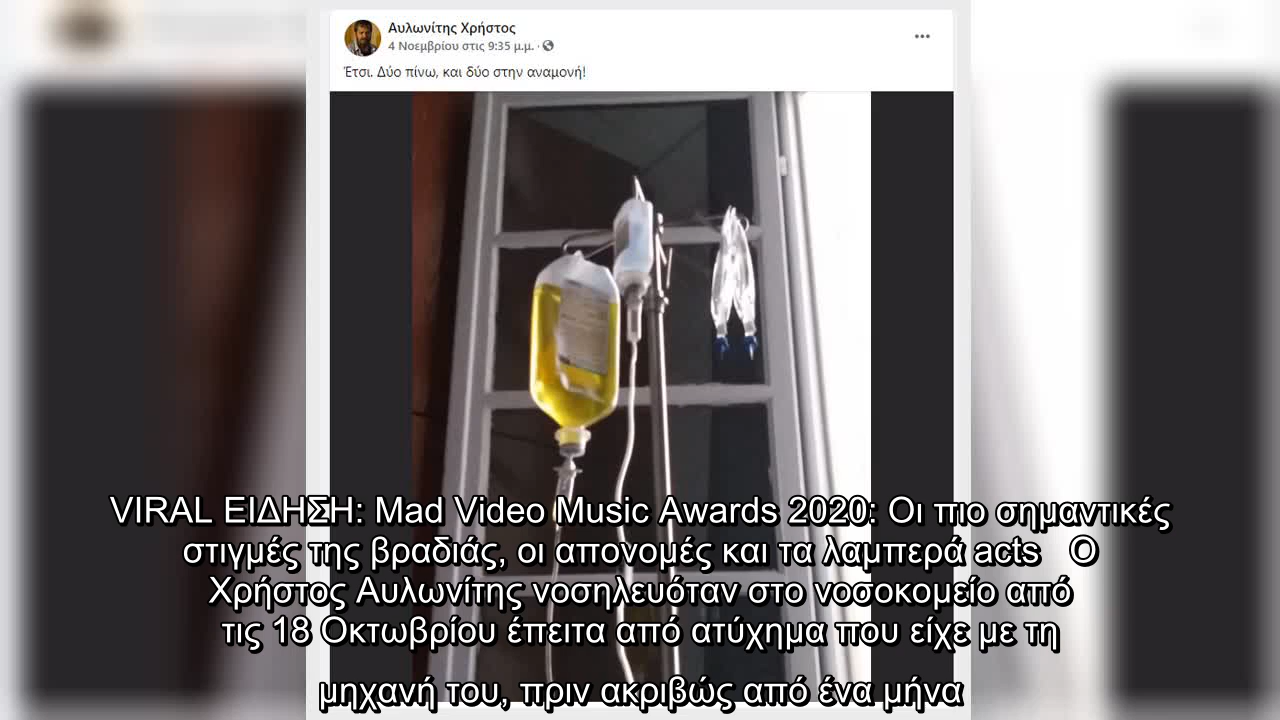 Αυλωνίτης Χρήστος
4 Νοεμβρίου στις 9:35 μ.μ. ·
Έτσι. Δύο πίνω, και δύο στην αναμονή!
VIRAL ΕΙΔΗΣΗ: Mad Video Music Awards 2020: Οι πιο σημαντικές
στιγμές της βραδιάς, οι απονομές και τα λαμπερά acts Ο
Χρήστος Αυλωνίτης νοσηλευόταν στο νοσοκομείο από
τις 18 Οκτωβρίου έπειτα από ατύχημα που είχε με τη
μηχανή του, πριν ακριβώς από ένα μήνα